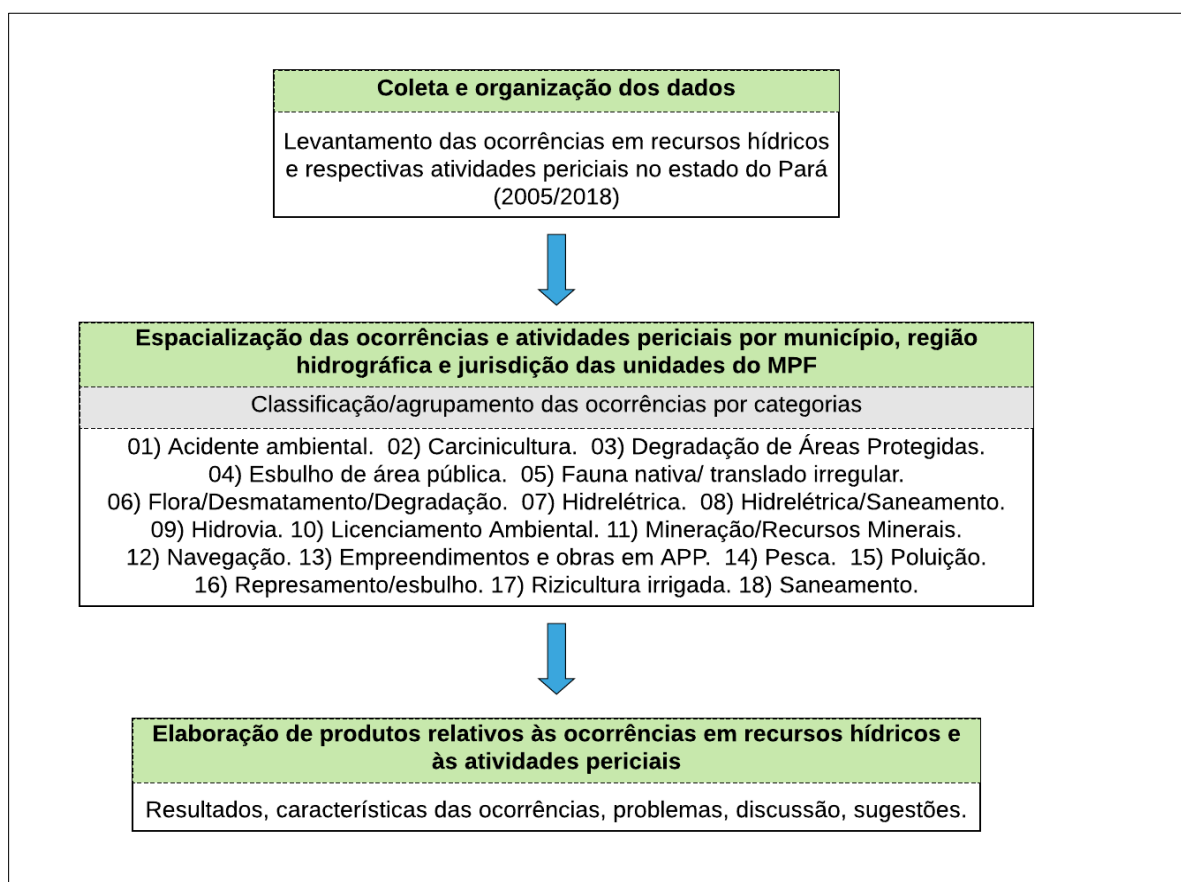 Coleta e organização dos dados
Levantamento das ocorrências em recursos hídricos
e respectivas atividades periciais no estado do Pará
(2005/2018)
Espacialização das ocorrências e atividades periciais por município, região
hidrográfica e jurisdição das unidades do MPF
Classificação/agrupamento das ocorrências por categorias
01) Acidente ambiental. 02) Carcinicultura. 03) Degradação de Áreas Protegidas.
04) Esbulho de área pública. 05) Fauna nativa/ translado irregular.
06) Flora/Desmatamento/Degradação. 07) Hidrelétrica. 08) Hidrelétrica/Saneamento.
09) Hidrovia. 10) Licenciamento Ambiental. 11) Mineração/Recursos Minerais.
12) Navegação. 13) Empreendimentos e obras em APP. 14) Pesca. 15) Poluição.
16) Represamento/esbulho. 17) Rizicultura irrigada. 18) Saneamento.
Elaboração de produtos relativos às ocorrências em recursos hídricos e
às atividades periciais
Resultados, características das ocorrências, problemas, discussão, sugestões.